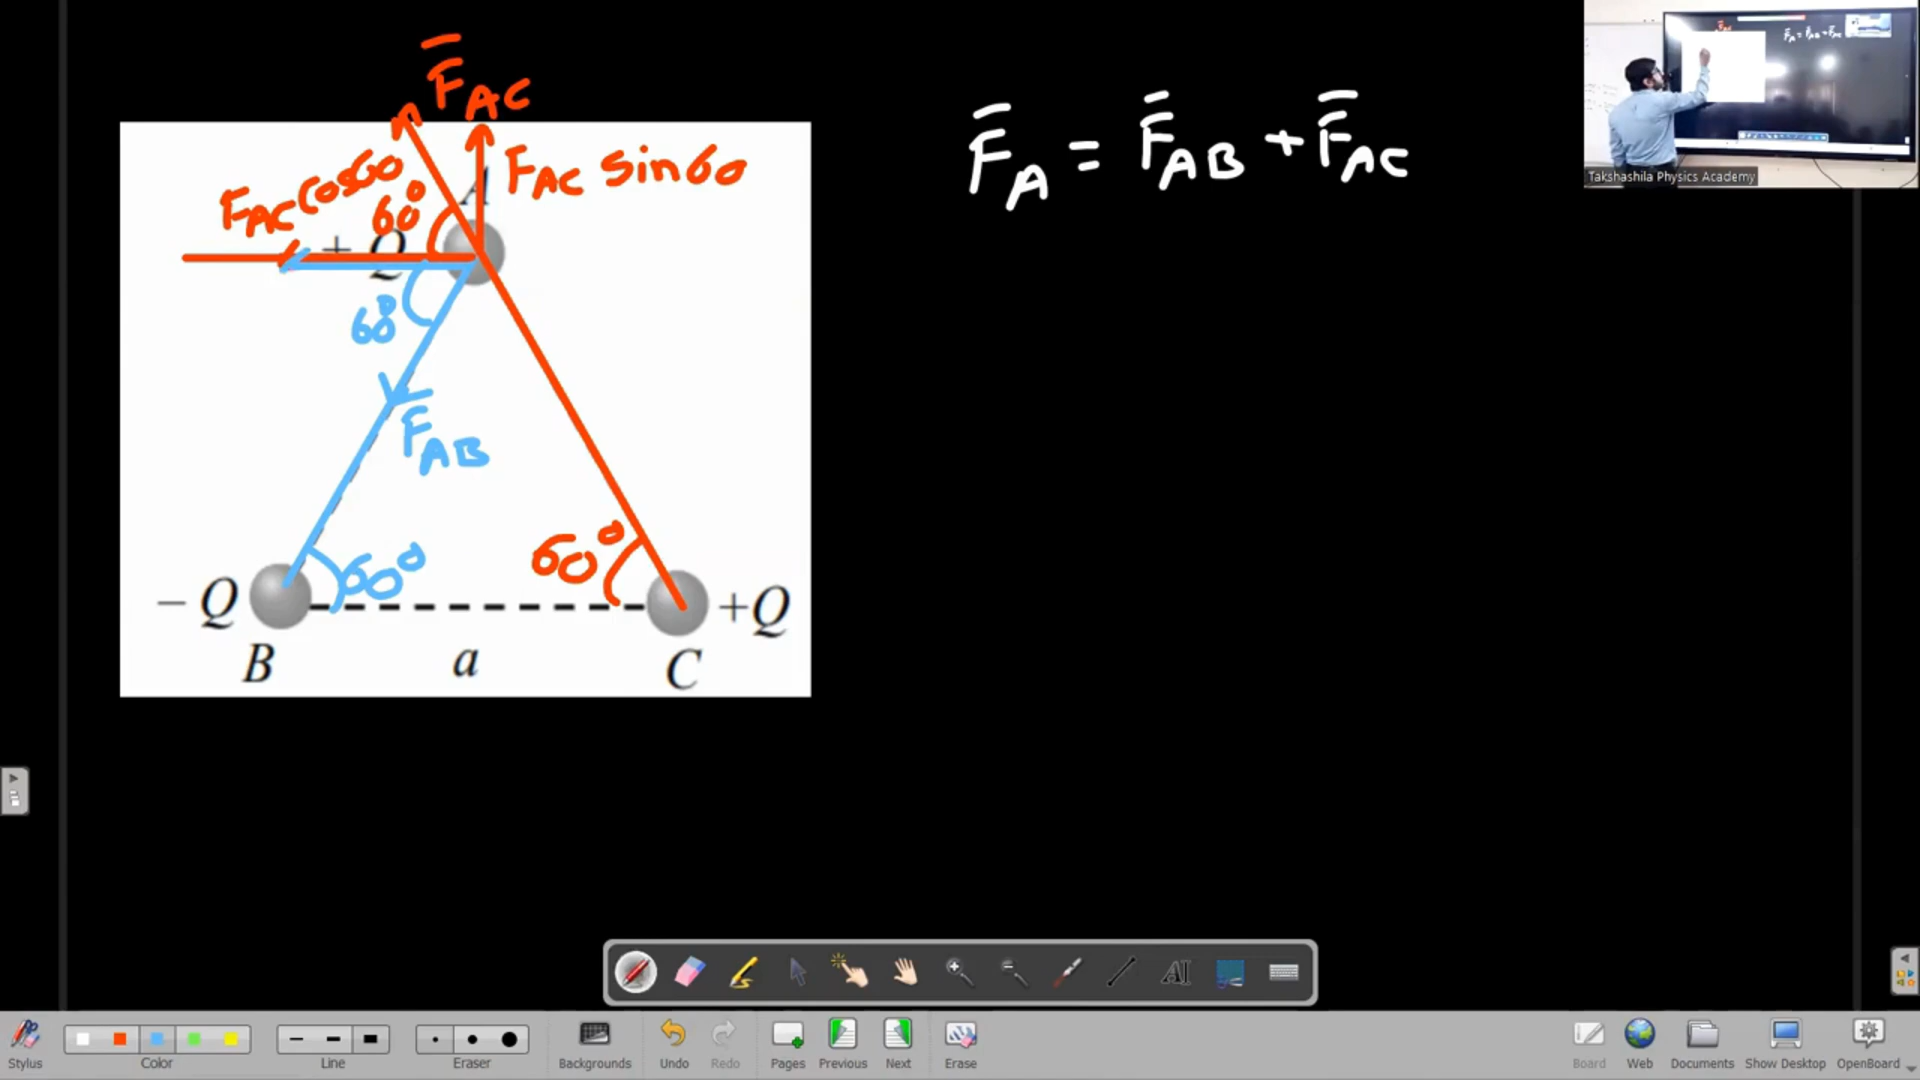 F̅AC
FAC cos60
FAC sin60
F̅A = F̅AB + F̅AC
Takshashila Physics Academy
A
60°
+ Q
60°
F̅AB
60°
60°
− Q
+Q
B
a
C
Stylus
Color
Line
Eraser
Backgrounds
Undo
Redo
Pages
Previous
Next
Erase
Board
Web
Documents
Show Desktop
OpenBoard